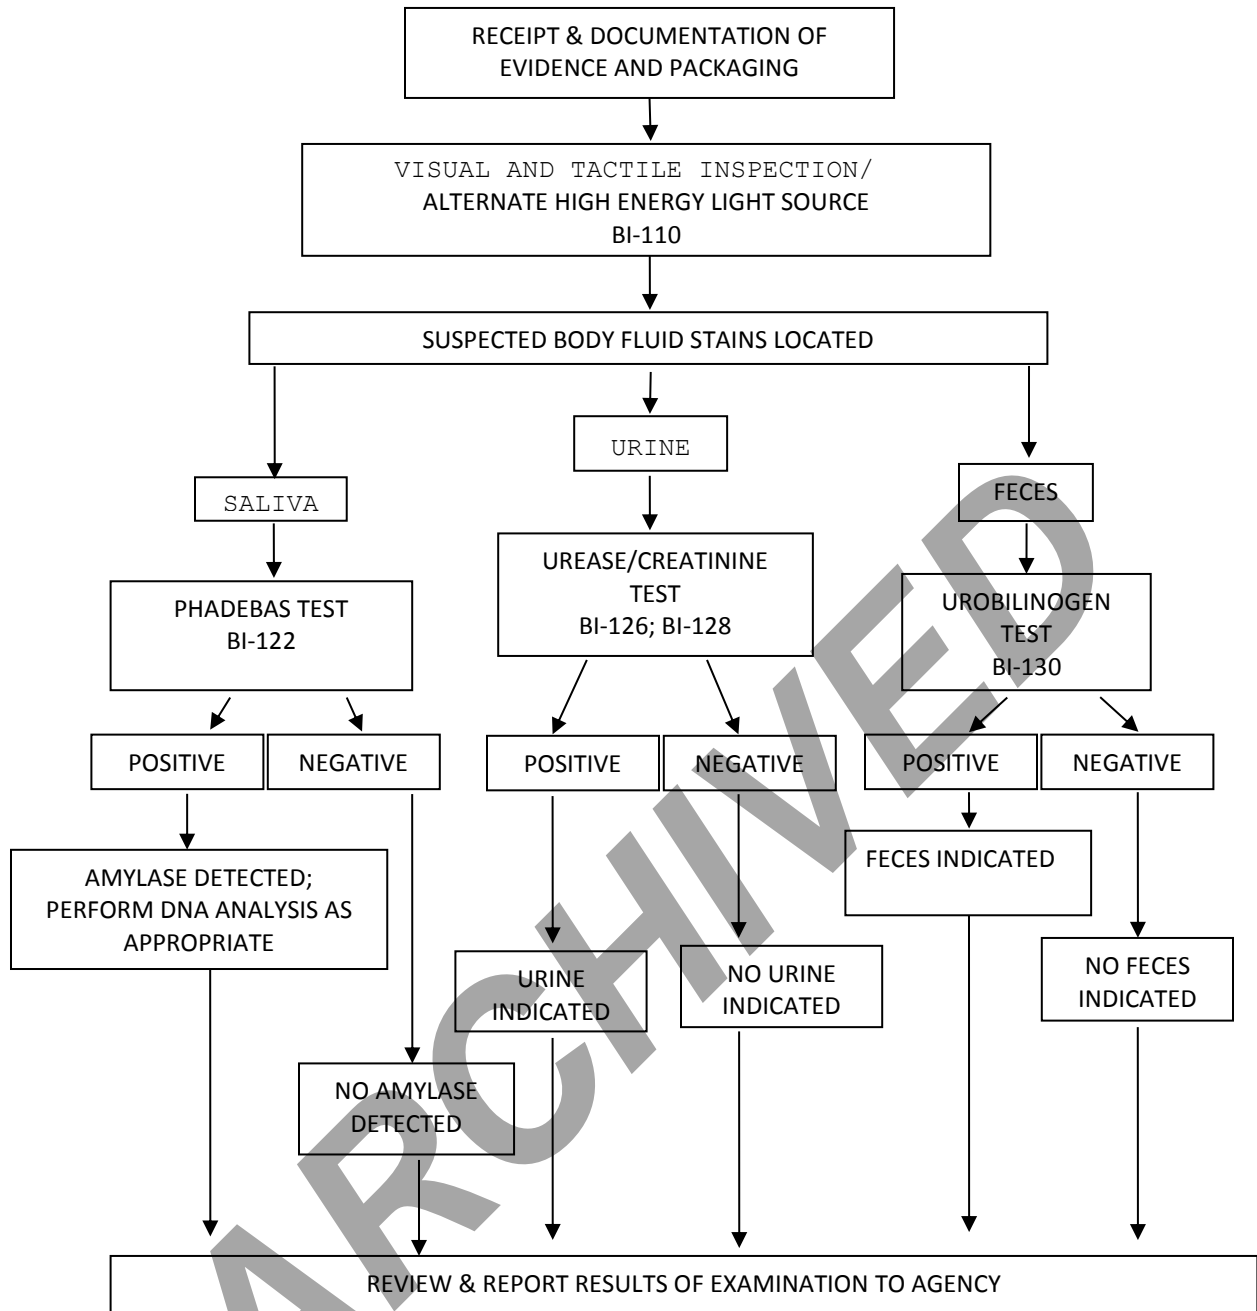 RECEIPT & DOCUMENTATION OF
EVIDENCE AND PACKAGING
VISUAL AND TACTILE INSPECTION/
ALTERNATE HIGH ENERGY LIGHT SOURCE
BI-110
SUSPECTED BODY FLUID STAINS LOCATED
SALIVA
URINE
FECES
PHADEBAS TEST
BI-122
UREASE/CREATININE
TEST
BI-126; BI-128
UROBILINOGEN
TEST
BI-130
POSITIVE
NEGATIVE
POSITIVE
NEGATIVE
POSITIVE
NEGATIVE
AMYLASE DETECTED;
PERFORM DNA ANALYSIS AS
APPROPRIATE
NO AMYLASE
DETECTED
URINE
INDICATED
NO URINE
INDICATED
FECES INDICATED
NO FECES
INDICATED
REVIEW & REPORT RESULTS OF EXAMINATION TO AGENCY
ARCHIVED